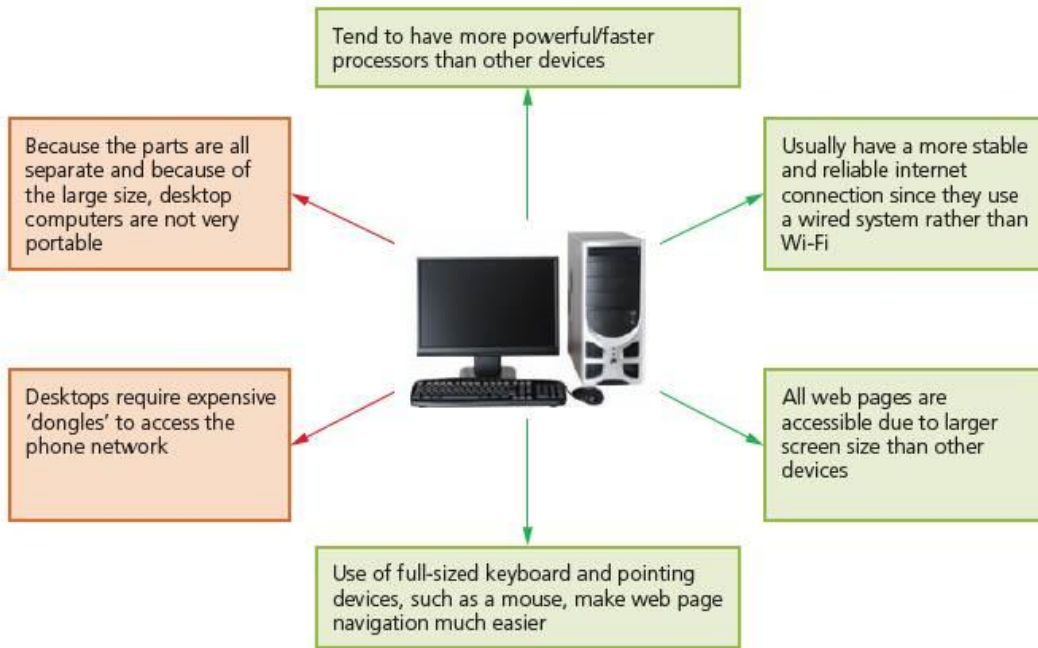 Tend to have more powerful/faster
processors than other devices
Because the parts are all
separate and because of
the large size, desktop
computers are not very
portable
Usually have a more stable
and reliable internet
connection since they use
a wired system rather than
Wi-Fi
Desktops require expensive
‘dongles’ to access the
phone network
All web pages are
accessible due to larger
screen size than other
devices
Use of full-sized keyboard and pointing
devices, such as a mouse, make web page
navigation much easier